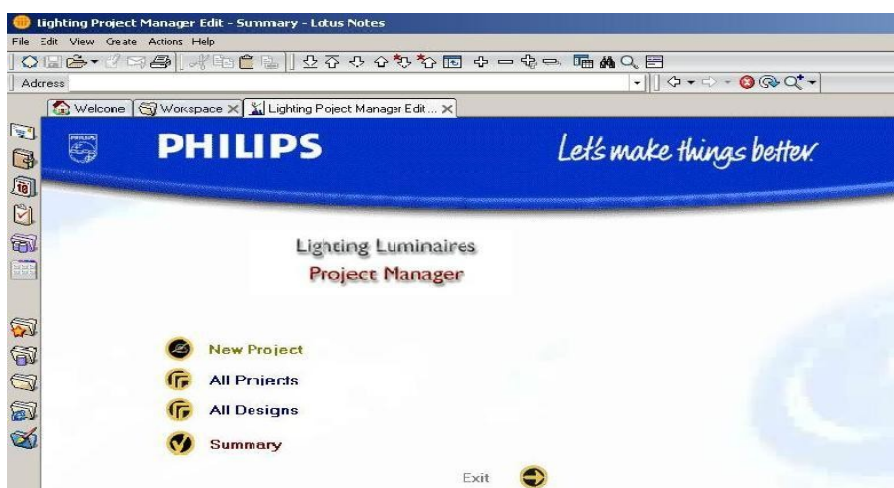 Lighting Project Manager Edit - Summary - Lotus Notes
File Edit View Create Actions Help
Address
Welcome Workspace Lighting Poject Manager Edit...
PHILIPS Let's make things better.
Lighting Luminaires
Project Manager
New Project
All Projects
All Designs
Summary
Exit